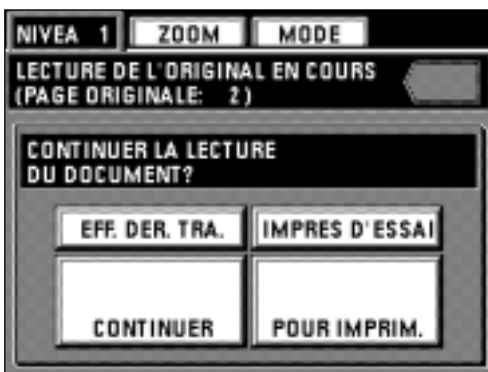 NIVEA 1 ZOOM MODE
LECTURE DE L'ORIGINAL EN COURS
(PAGE ORIGINALE: 2)
CONTINUER LA LECTURE
DU DOCUMENT?
EFF. DER. TRA. IMPRES D'ESSAI
CONTINUER POUR IMPRIM.